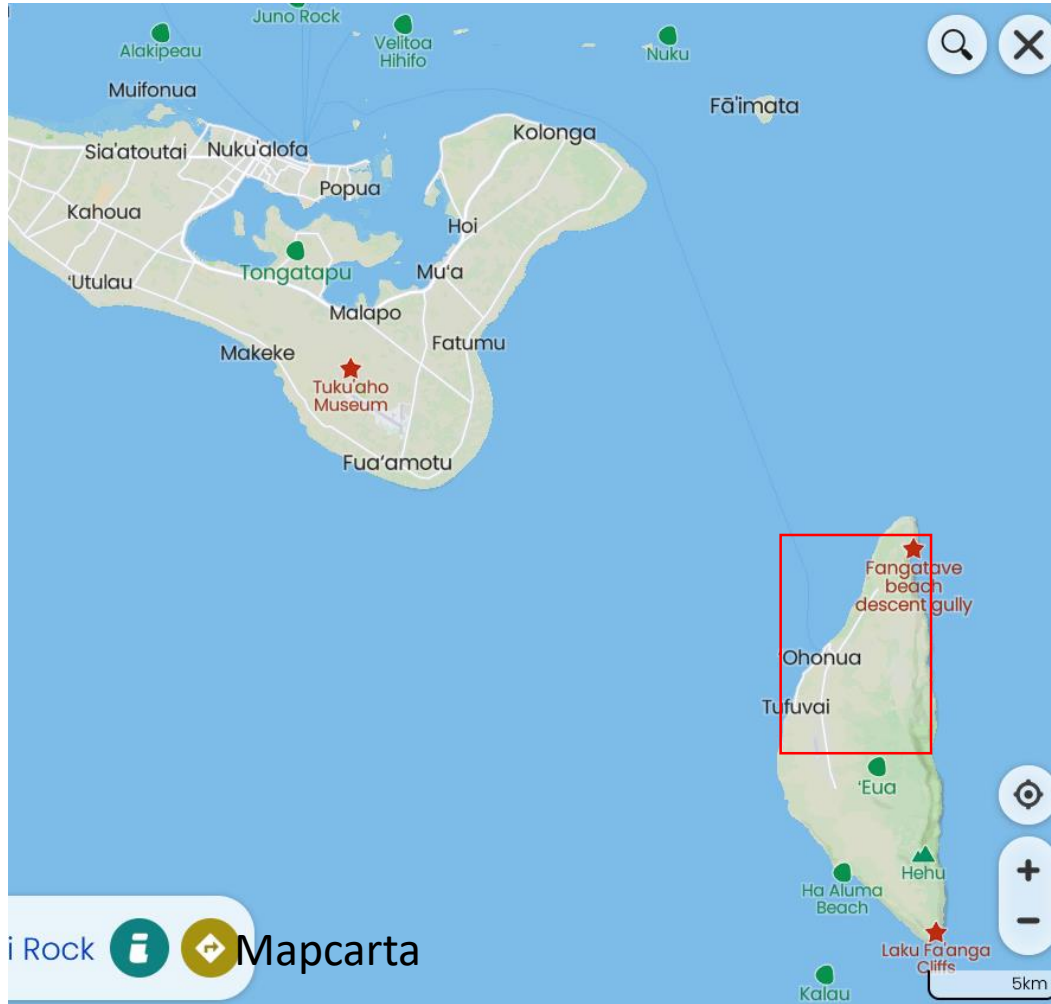 Juno Rock
Alakipeau
Velitoa
Hihifo
Nuku
Muifonua
Fā'imata
Kolonga
Sia'atoutai
Nuku'alofa
Popua
Kahoua
Hoi
Tongatapu
Mu'a
'Utulau
Malapo
Makeke
Fatumu
Tuku'aho
Museum
Fua'amotu
Fangatave
beach
descent gully
'Ohonua
Tufuvai
'Eua
Hehu
Ha Aluma
Beach
i Rock
Mapcarta
Laku Fa'anga
Cliffs
Kalau
5km